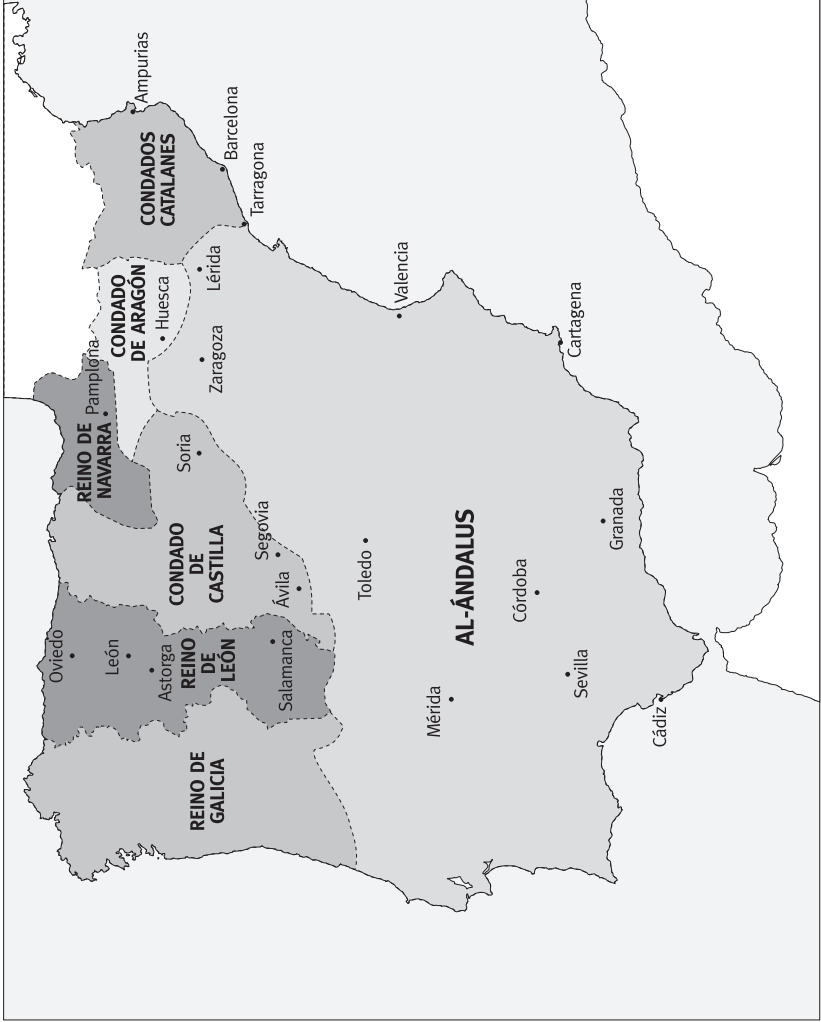 Ampurias
CONDADOS
CATALANES
Barcelona
Tarragona
CONDADO
DE ARAGÓN
Huesca
Lérida
Zaragoza
Pamplona
REINO DE
NAVARRA
Soria
CONDADO
DE
CASTILLA
Segovia
Ávila
Oviedo
León
Astorga
REINO
DE
LEÓN
Salamanca
REINO DE
GALICIA
Valencia
Cartagena
Toledo
AL-ÁNDALUS
Córdoba
Granada
Mérida
Sevilla
Cádiz